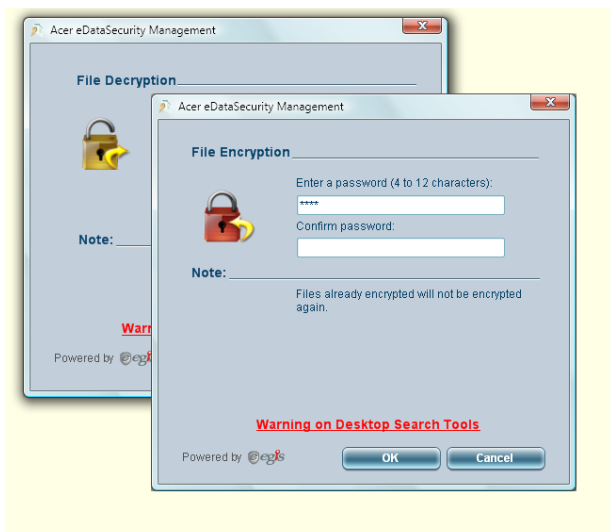 Acer eDataSecurity Management
File Decryption
Note:
Powered by egi
Acer eDataSecurity Management
File Encryption
Enter a password (4 to 12 characters):
****
Confirm password:
Note:
Files already encrypted will not be encrypted
again.
Warning on Desktop Search Tools
Powered by egis
OK
Cancel